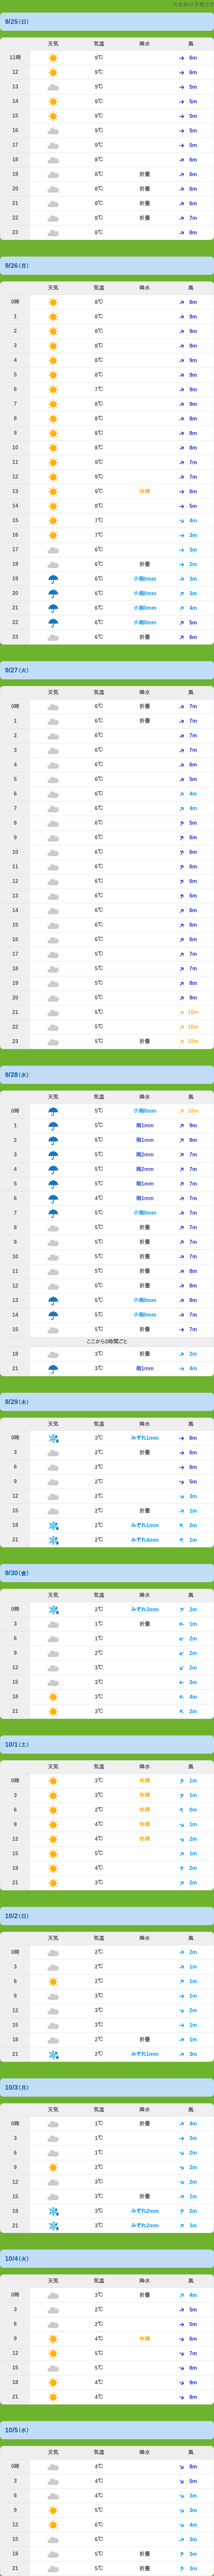 9/25(日)
天気 気温 降水 風
11時 9℃ 6m
12 9℃ 6m
13 9℃ 5m
14 9℃ 5m
15 9℃ 5m
16 9℃ 5m
17 9℃ 5m
18 8℃ 6m
19 8℃ 折畳 6m
20 8℃ 折畳 6m
21 8℃ 折畳 6m
22 8℃ 折畳 7m
23 8℃ 8m
9/26(月)
天気 気温 降水 風
0時 8℃ 8m
1 8℃ 9m
2 8℃ 9m
3 8℃ 9m
4 8℃ 9m
5 8℃ 9m
6 7℃ 9m
7 8℃ 9m
8 8℃ 8m
9 8℃ 8m
10 8℃ 8m
11 9℃ 7m
12 9℃ 7m
13 9℃ 快晴 6m
14 8℃ 5m
15 7℃ 4m
16 7℃ 3m
17 6℃ 3m
18 6℃ 折畳 2m
19 6℃ 小雨0mm 3m
20 6℃ 小雨0mm 3m
21 6℃ 小雨0mm 4m
22 6℃ 小雨0mm 5m
23 6℃ 折畳 6m
9/27(火)
天気 気温 降水 風
0時 6℃ 折畳 7m
1 6℃ 折畳 7m
2 6℃ 7m
3 6℃ 7m
4 6℃ 6m
5 6℃ 5m
6 6℃ 4m
7 6℃ 4m
8 6℃ 5m
9 6℃ 6m
10 6℃ 6m
11 6℃ 6m
12 6℃ 6m
13 6℃ 6m
14 6℃ 6m
15 6℃ 6m
16 6℃ 6m
17 5℃ 7m
18 5℃ 7m
19 5℃ 8m
20 5℃ 9m
21 5℃ 10m
22 5℃ 10m
23 5℃ 折畳 10m
9/28(水)
天気 気温 降水 風
0時 5℃ 小雨0mm 10m
1 5℃ 雨1mm 9m
2 5℃ 雨1mm 8m
3 5℃ 雨2mm 7m
4 5℃ 雨2mm 7m
5 5℃ 雨1mm 7m
6 4℃ 雨1mm 7m
7 5℃ 小雨0mm 7m
8 5℃ 折畳 7m
9 5℃ 折畳 7m
10 5℃ 折畳 7m
11 5℃ 折畳 8m
12 5℃ 折畳 8m
13 5℃ 小雨0mm 8m
14 5℃ 小雨0mm 7m
15 5℃ 折畳 7m
ここから3時間ごと
18 3℃ 折畳 2m
21 3℃ 雨1mm 4m
9/29(木)
天気 気温 降水 風
0時 3℃ みぞれ1mm 6m
3 2℃ 折畳 6m
6 2℃ 6m
9 2℃ 5m
12 2℃ 3m
15 2℃ 折畳 1m
18 2℃ みぞれ1mm 2m
21 2℃ みぞれ4mm 1m
9/30(金)
天気 気温 降水 風
0時 2℃ みぞれ3mm 2m
3 1℃ 折畳 1m
6 1℃ 2m
9 2℃ 2m
12 3℃ 2m
15 3℃ 3m
18 3℃ 4m
21 3℃ 2m
10/1(土)
天気 気温 降水 風
0時 3℃ 快晴 1m
3 3℃ 快晴 1m
6 2℃ 快晴 0m
9 4℃ 快晴 1m
12 4℃ 快晴 2m
15 5℃ 1m
18 4℃ 2m
21 3℃ 2m
10/2(日)
天気 気温 降水 風
0時 2℃ 2m
3 2℃ 1m
6 2℃ 1m
9 3℃ 1m
12 3℃ 2m
15 3℃ 1m
18 2℃ 折畳 1m
21 2℃ みぞれ1mm 3m
10/3(月)
天気 気温 降水 風
0時 1℃ 折畳 4m
3 1℃ 3m
6 1℃ 2m
9 2℃ 2m
12 3℃ 2m
15 3℃ 折畳 1m
18 3℃ みぞれ2mm 2m
21 3℃ みぞれ2mm 3m
10/4(火)
天気 気温 降水 風
0時 3℃ 折畳 4m
3 2℃ 5m
6 2℃ 5m
9 4℃ 快晴 6m
12 5℃ 7m
15 5℃ 8m
18 4℃ 9m
21 4℃ 8m
10/5(水)
天気 気温 降水 風
0時 4℃ 8m
3 4℃ 5m
6 4℃ 3m
9 5℃ 3m
12 6℃ 4m
15 6℃ 3m
18 5℃ 折畳 3m
21 5℃ 折畳 3m